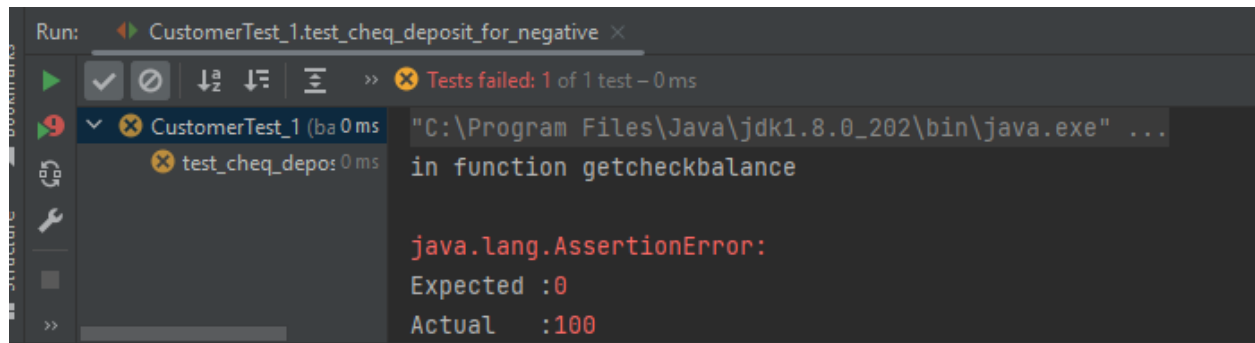 Run: CustomerTest_1.test_cheq_deposit_for_negative
Tests failed: 1 of 1 test – 0 ms
CustomerTest_1 (ba 0 ms
"C:\Program Files\Java\jdk1.8.0_202\bin\java.exe" ...
test_cheq_depos 0 ms
in function getcheckbalance
java.lang.AssertionError:
Expected :0
Actual :100
Structure